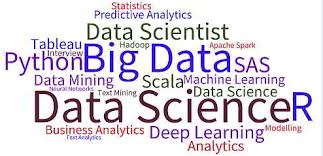 Statistics
Predictive Analytics
Data Scientist
Tableau
Hadoop
Interview
Apache Spark
Python
Big Data
SAS
Data Mining
Scala
Machine Learning
Neural Networks
Text Mining
Data Science
Data Science
R
Business Analytics
Deep Learning
Modelling
Text Analytics
Analytics